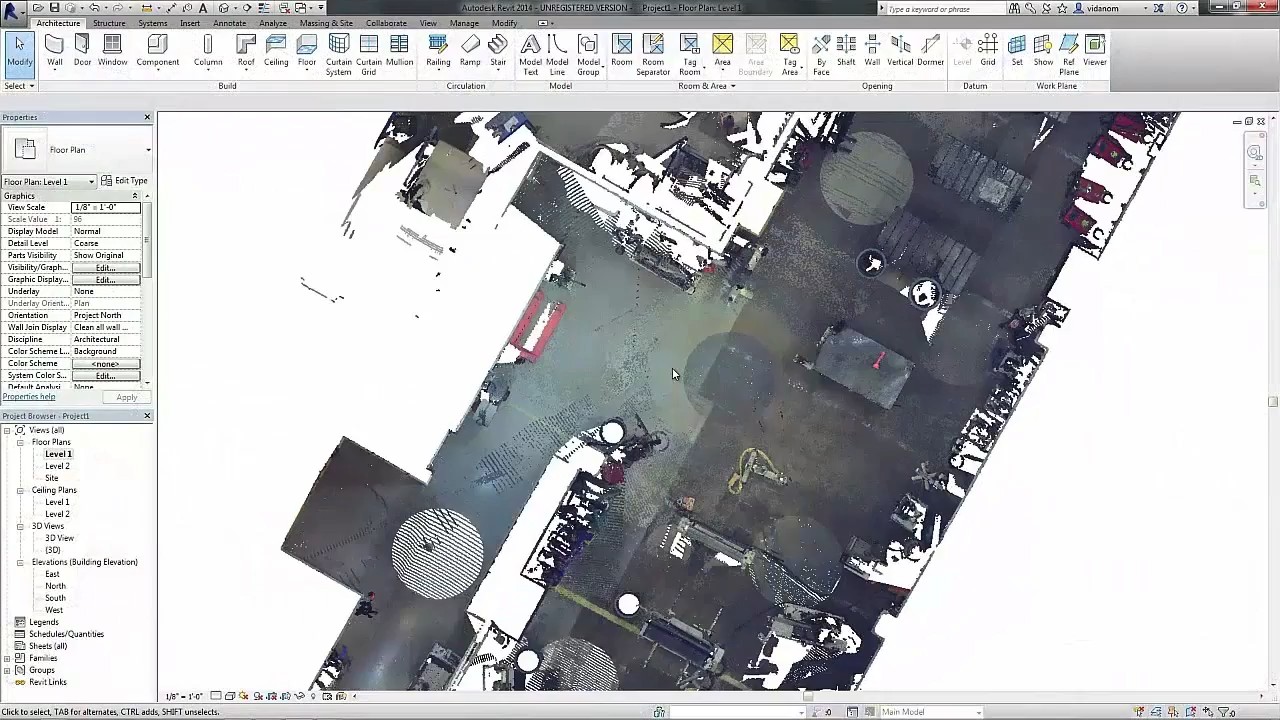 Autodesk Revit 2014 - UNREGISTERED VERSION - Project1 - Floor Plan: Level 1
Type a keyword or phrase
vidanom
Architecture Structure Systems Insert Annotate Analyze Massing & Site Collaborate View Manage Modify
Modify Wall Door Window Component Column Roof Ceiling Floor Curtain System Curtain Grid Mullion Railing Ramp Stair Model Text Model Line Model Group Room Room Separator Tag Room Area Area Boundary Tag Area By Face Shaft Wall Vertical Dormer Level Grid Set Show Ref Plane Viewer
Select Build Circulation Model Room & Area Opening Datum Work Plane
Properties
Floor Plan
Floor Plan: Level 1 Edit Type
Graphics
View Scale 1/8" = 1'-0"
Scale Value 1: 96
Display Model Normal
Detail Level Coarse
Parts Visibility Show Original
Visibility/Graph... Edit...
Graphic Display... Edit...
Underlay None
Underlay Orient... Plan
Orientation Project North
Wall Join Display Clean all wall ...
Discipline Architectural
Color Scheme L... Background
Color Scheme <none>
System Color S... Edit...
Default Analysi... None
Properties help Apply
Project Browser - Project1
Views (all)
Floor Plans
Level 1
Level 2
Site
Ceiling Plans
Level 1
Level 2
3D Views
3D View
{3D}
Elevations (Building Elevation)
East
North
South
West
Legends
Schedules/Quantities
Sheets (all)
Families
Groups
Revit Links
1/8" = 1'-0"
Click to select, TAB for alternates, CTRL adds, SHIFT unselects.
:0 Main Model